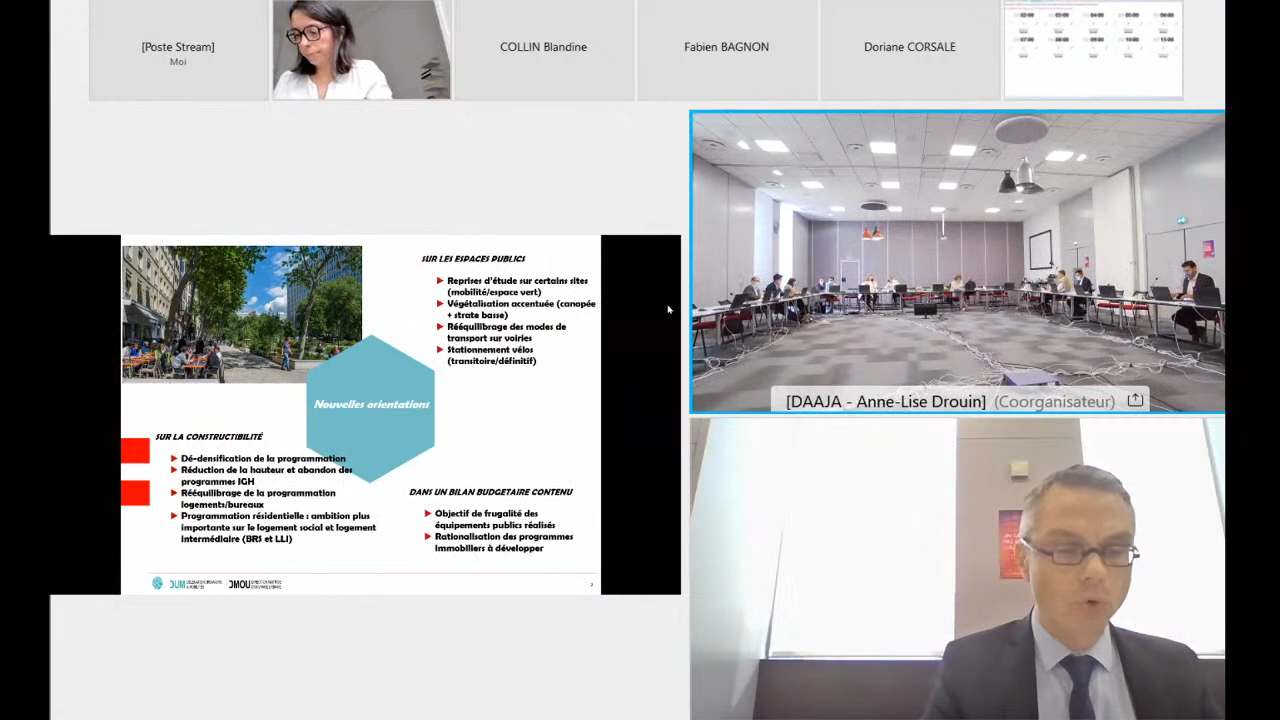 [Poste Stream]
Moi
COLLIN Blandine
Fabien BAGNON
Doriane CORSALE
SUR LES ESPACES PUBLICS
Reprises d'étude sur certains sites
(mobilité/espace vert)
Végétalisation accentuée (canopée
+ strate basse)
Rééquilibrage des modes de
transport sur voiries
Stationnement vélos
(transitoire/définitif)
Nouvelles orientations
SUR LA CONSTRUCTIBILITÉ
Dé-densification de la programmation
Réduction de la hauteur et abandon des
programmes IGH
Rééquilibrage de la programmation
logements/bureaux
Programmation résidentielle : ambition plus
importante sur le logement social et logement
intermédiaire (BRS et LLI)
DANS UN BILAN BUDGETAIRE CONTENU
Objectif de frugalité des
équipements publics réalisés
Rationalisation des programmes
immobiliers à développer
DUM
DMOU
2
[DAAJA - Anne-Lise Drouin] (Coorganisateur)